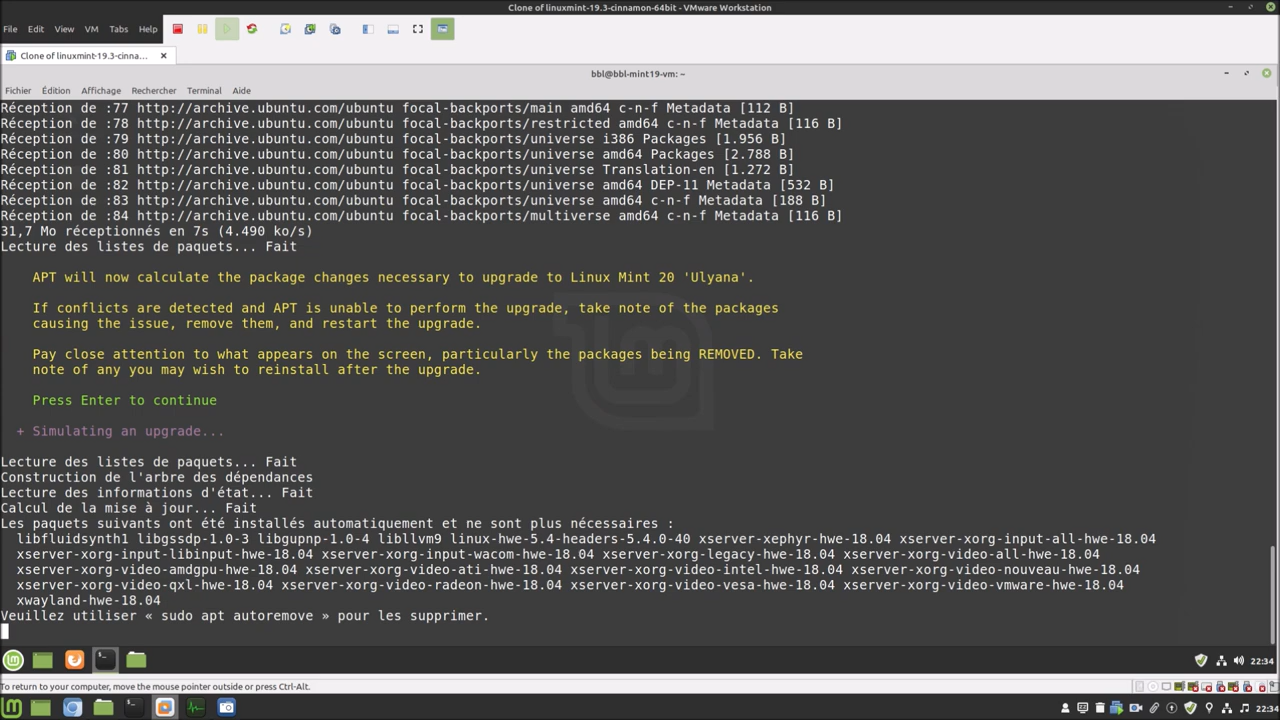 Clone of linuxmint-19.3-cinnamon-64bit - VMware Workstation
File Edit View VM Tabs Help
Clone of linuxmint-19.3-cinna...
bbl@bbl-mint19-vm: ~
Fichier Édition Affichage Rechercher Terminal Aide
Réception de :77 http://archive.ubuntu.com/ubuntu focal-backports/main amd64 c-n-f Metadata [112 B]
Réception de :78 http://archive.ubuntu.com/ubuntu focal-backports/restricted amd64 c-n-f Metadata [116 B]
Réception de :79 http://archive.ubuntu.com/ubuntu focal-backports/universe i386 Packages [1.956 B]
Réception de :80 http://archive.ubuntu.com/ubuntu focal-backports/universe amd64 Packages [2.788 B]
Réception de :81 http://archive.ubuntu.com/ubuntu focal-backports/universe Translation-en [1.272 B]
Réception de :82 http://archive.ubuntu.com/ubuntu focal-backports/universe amd64 DEP-11 Metadata [532 B]
Réception de :83 http://archive.ubuntu.com/ubuntu focal-backports/universe amd64 c-n-f Metadata [188 B]
Réception de :84 http://archive.ubuntu.com/ubuntu focal-backports/multiverse amd64 c-n-f Metadata [116 B]
31,7 Mo réceptionnés en 7s (4.490 ko/s)
Lecture des listes de paquets... Fait
APT will now calculate the package changes necessary to upgrade to Linux Mint 20 'Ulyana'.
If conflicts are detected and APT is unable to perform the upgrade, take note of the packages
causing the issue, remove them, and restart the upgrade.
Pay close attention to what appears on the screen, particularly the packages being REMOVED. Take
note of any you may wish to reinstall after the upgrade.
Press Enter to continue
+ Simulating an upgrade...
Lecture des listes de paquets... Fait
Construction de l'arbre des dépendances
Lecture des informations d'état... Fait
Calcul de la mise à jour... Fait
Les paquets suivants ont été installés automatiquement et ne sont plus nécessaires :
libfluidsynth1 libgssdp-1.0-3 libgupnp-1.0-4 libllvm9 linux-hwe-5.4-headers-5.4.0-40 xserver-xephyr-hwe-18.04 xserver-xorg-input-all-hwe-18.04
xserver-xorg-input-libinput-hwe-18.04 xserver-xorg-input-wacom-hwe-18.04 xserver-xorg-legacy-hwe-18.04 xserver-xorg-video-all-hwe-18.04
xserver-xorg-video-amdgpu-hwe-18.04 xserver-xorg-video-ati-hwe-18.04 xserver-xorg-video-intel-hwe-18.04 xserver-xorg-video-nouveau-hwe-18.04
xserver-xorg-video-qxl-hwe-18.04 xserver-xorg-video-radeon-hwe-18.04 xserver-xorg-video-vesa-hwe-18.04 xserver-xorg-video-vmware-hwe-18.04
xwayland-hwe-18.04
Veuillez utiliser « sudo apt autoremove » pour les supprimer.
22:34
To return to your computer, move the mouse pointer outside or press Ctrl-Alt.
22:34